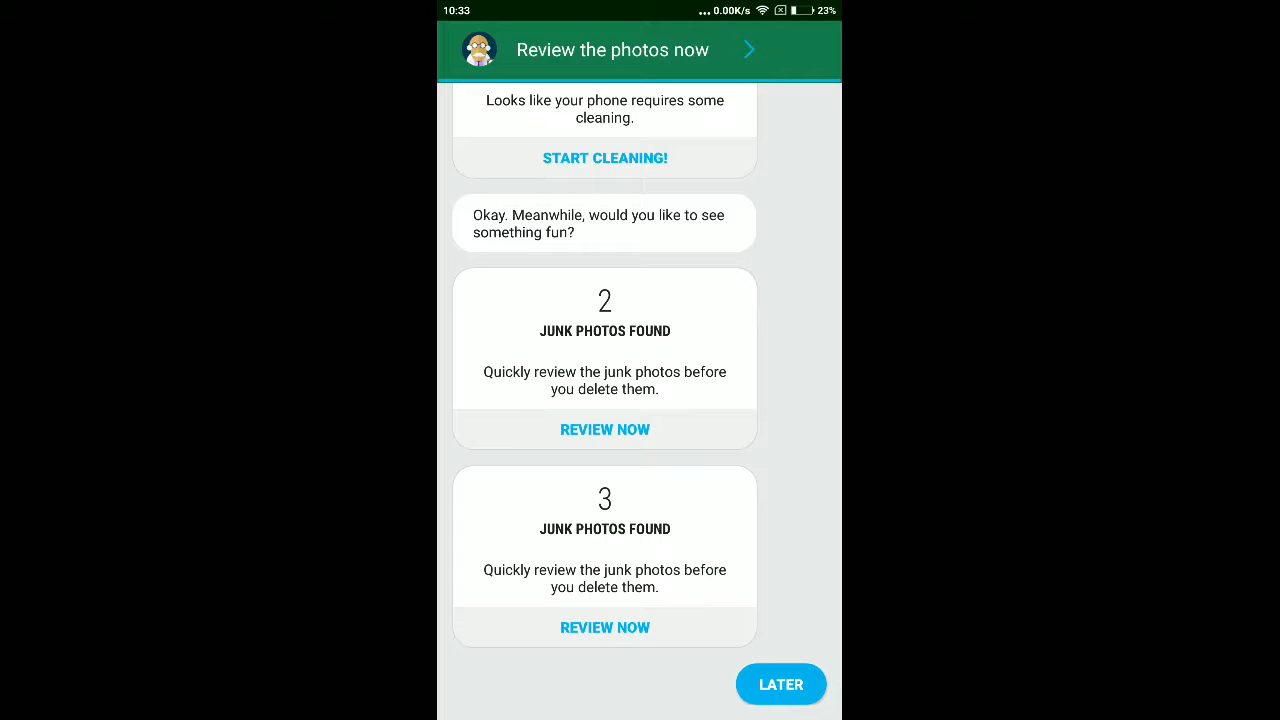 10:33
... 0.00K/s 23%
Review the photos now
Looks like your phone requires some
cleaning.
START CLEANING!
Okay. Meanwhile, would you like to see
something fun?
2
JUNK PHOTOS FOUND
Quickly review the junk photos before
you delete them.
REVIEW NOW
3
JUNK PHOTOS FOUND
Quickly review the junk photos before
you delete them.
REVIEW NOW
LATER